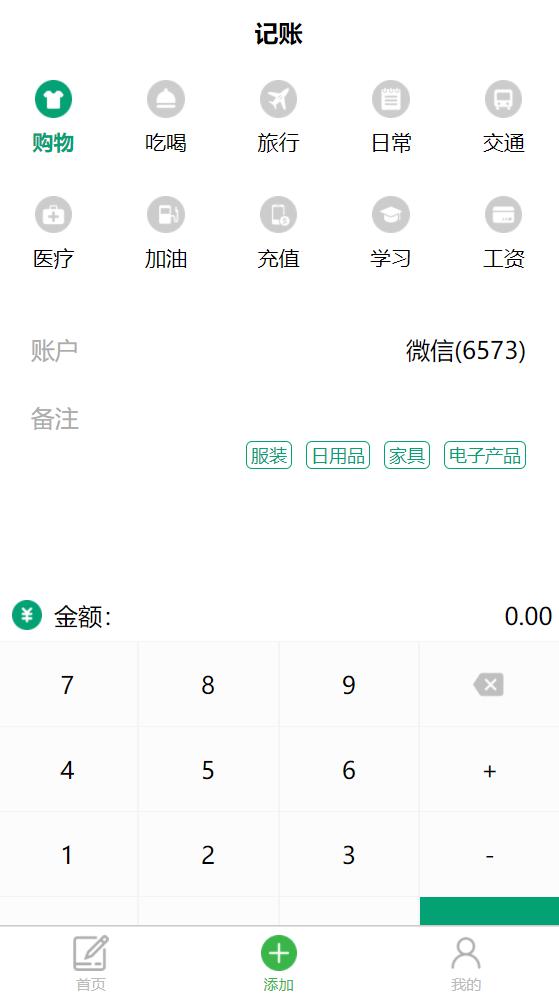 记账
购物 吃喝 旅行 日常 交通
医疗 加油 充值 学习 工资
账户 微信(6573)
备注
服装 日用品 家具 电子产品
¥ 金额: 0.00
7 8 9
4 5 6 +
1 2 3 -
首页 添加 我的